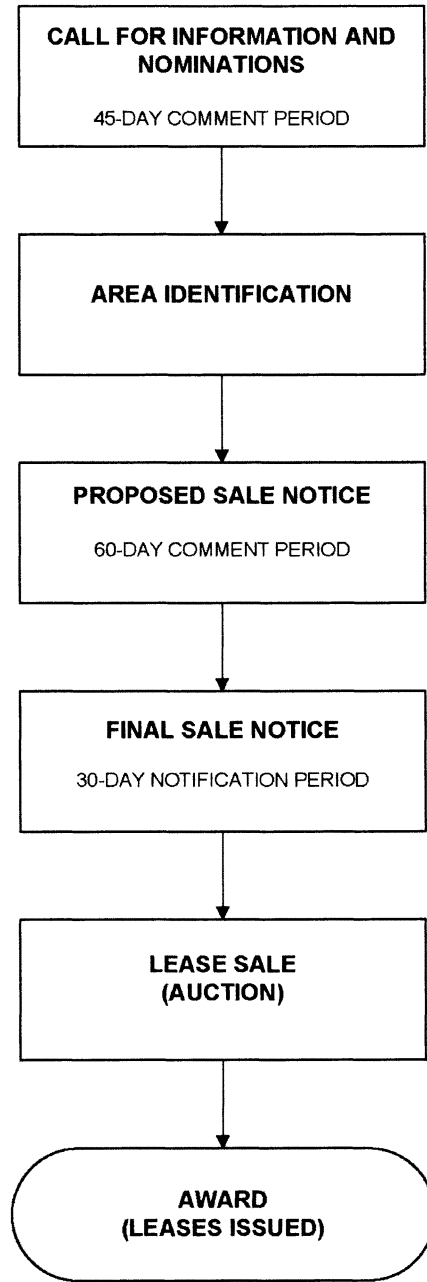 CALL FOR INFORMATION AND
NOMINATIONS
45-DAY COMMENT PERIOD
AREA IDENTIFICATION
PROPOSED SALE NOTICE
60-DAY COMMENT PERIOD
FINAL SALE NOTICE
30-DAY NOTIFICATION PERIOD
LEASE SALE
(AUCTION)
AWARD
(LEASES ISSUED)